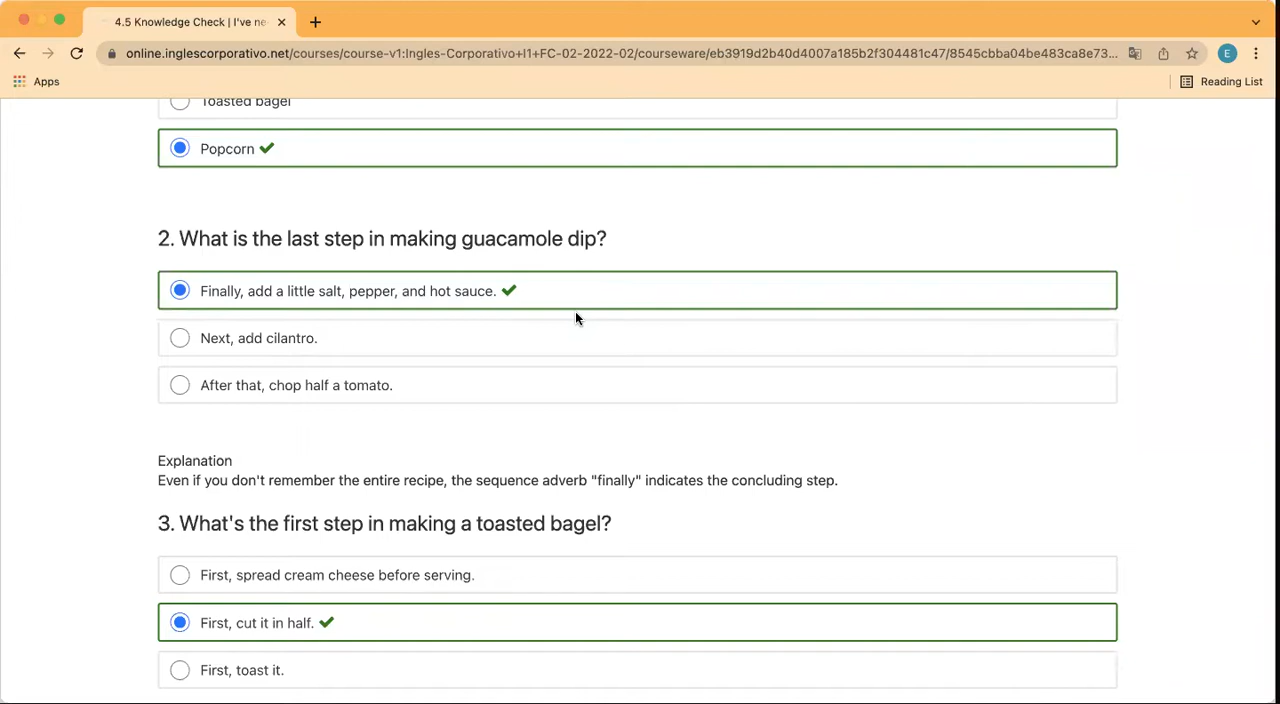 4.5 Knowledge Check | I've ne
online.inglescorporativo.net/courses/course-v1:Ingles-Corporativo+I1+FC-02-2022-02/courseware/eb3919d2b40d4007a185b2f304481c47/8545cbba04be483ca8e73...
E
Apps
Reading List
Toasted bagel
Popcorn
2. What is the last step in making guacamole dip?
Finally, add a little salt, pepper, and hot sauce.
Next, add cilantro.
After that, chop half a tomato.
Explanation
Even if you don't remember the entire recipe, the sequence adverb "finally" indicates the concluding step.
3. What's the first step in making a toasted bagel?
First, spread cream cheese before serving.
First, cut it in half.
First, toast it.